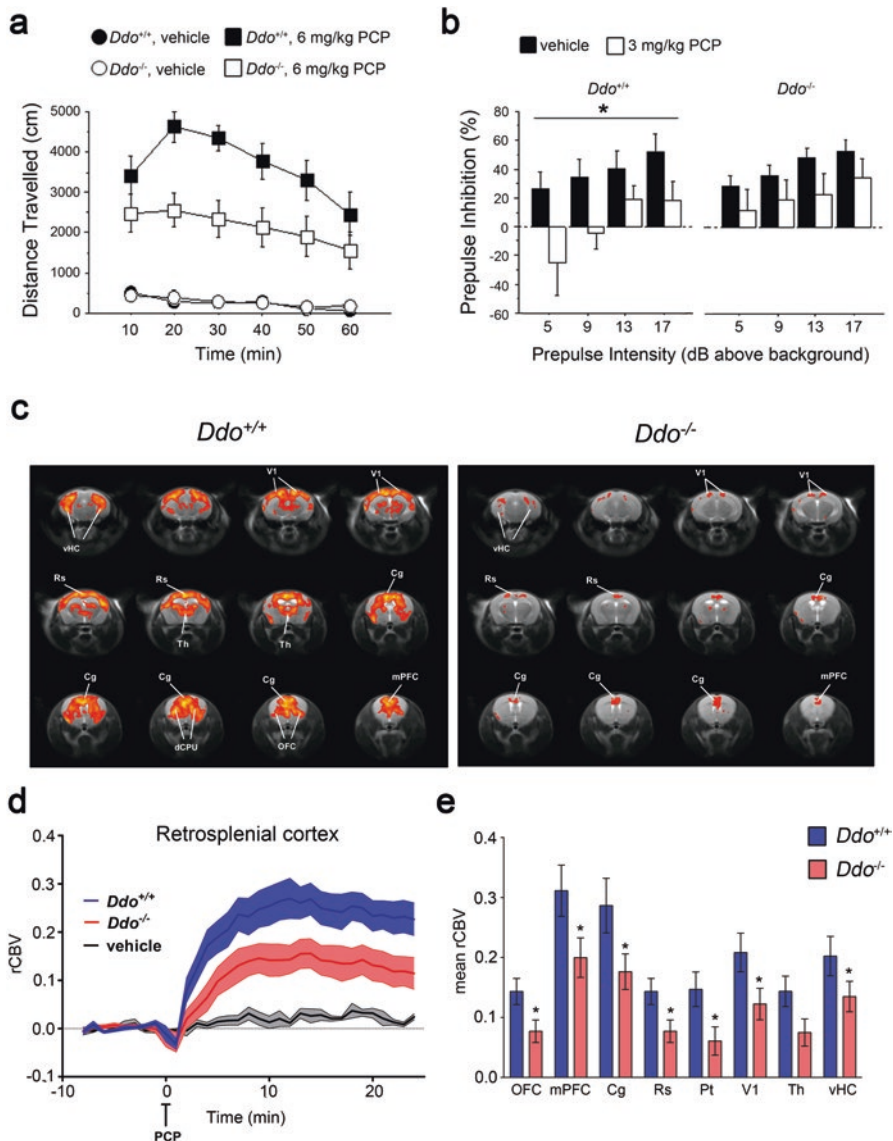 a
Ddo+/+, vehicle
Ddo+/+, 6 mg/kg PCP
Ddo-/-, vehicle
Ddo-/-, 6 mg/kg PCP
5000
4000
3000
2000
1000
0
Distance Travelled (cm)
10 20 30 40 50 60
Time (min)
b
vehicle
3 mg/kg PCP
Ddo+/+
Ddo-/-
*
80
60
40
20
0
-20
-40
-60
Prepulse Inhibition (%)
5 9 13 17
5 9 13 17
Prepulse Intensity (dB above background)
c
Ddo+/+
Ddo-/-
vHC
V1
V1
Rs
Rs
Th
Th
Cg
Cg
Cg
dCPU
Cg
OFC
mPFC
vHC
V1
V1
Rs
Rs
Cg
Cg
Cg
Cg
mPFC
d
Retrosplenial cortex
0.4
0.3
0.2
0.1
0.0
-0.1
rCBV
Ddo+/+
Ddo-/-
vehicle
-10 0 10 20
Time (min)
PCP
e
Ddo+/+
Ddo-/-
0.4
0.3
0.2
0.1
0.0
mean rCBV
* * * * * * *
OFC mPFC Cg Rs Pt V1 Th vHC